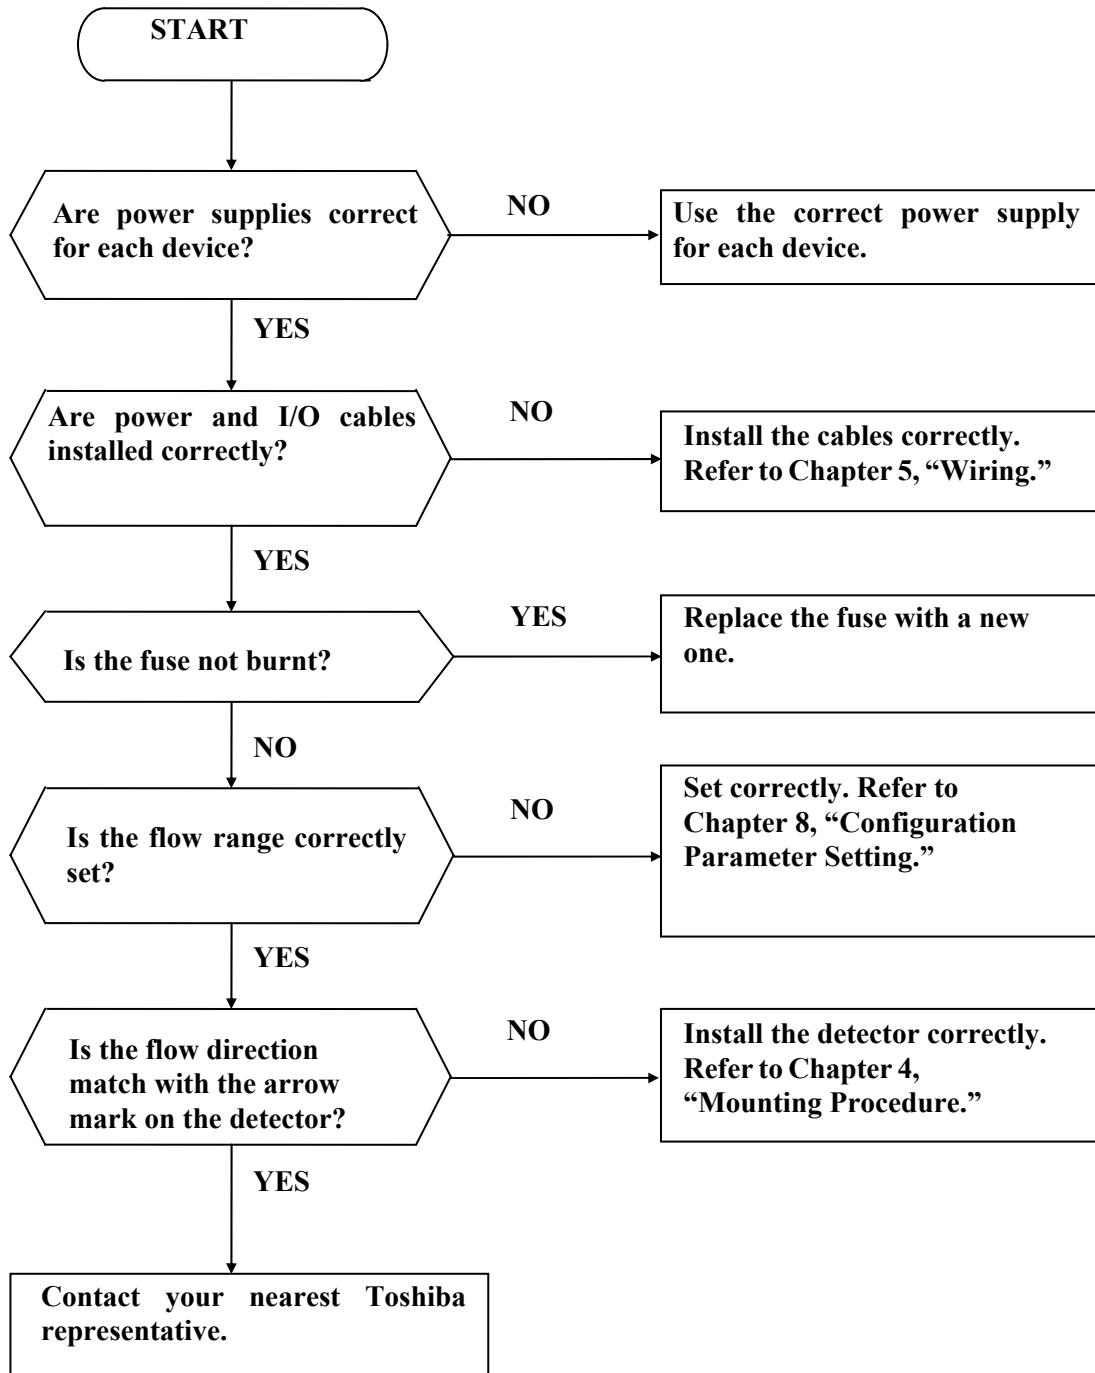 START
Are power supplies correct
for each device?
NO
Use the correct power supply
for each device.
YES
Are power and I/O cables
installed correctly?
NO
Install the cables correctly.
Refer to Chapter 5, “Wiring.”
YES
Is the fuse not burnt?
YES
Replace the fuse with a new
one.
NO
Is the flow range correctly
set?
NO
Set correctly. Refer to
Chapter 8, “Configuration
Parameter Setting.”
YES
Is the flow direction
match with the arrow
mark on the detector?
NO
Install the detector correctly.
Refer to Chapter 4,
“Mounting Procedure.”
YES
Contact your nearest Toshiba
representative.